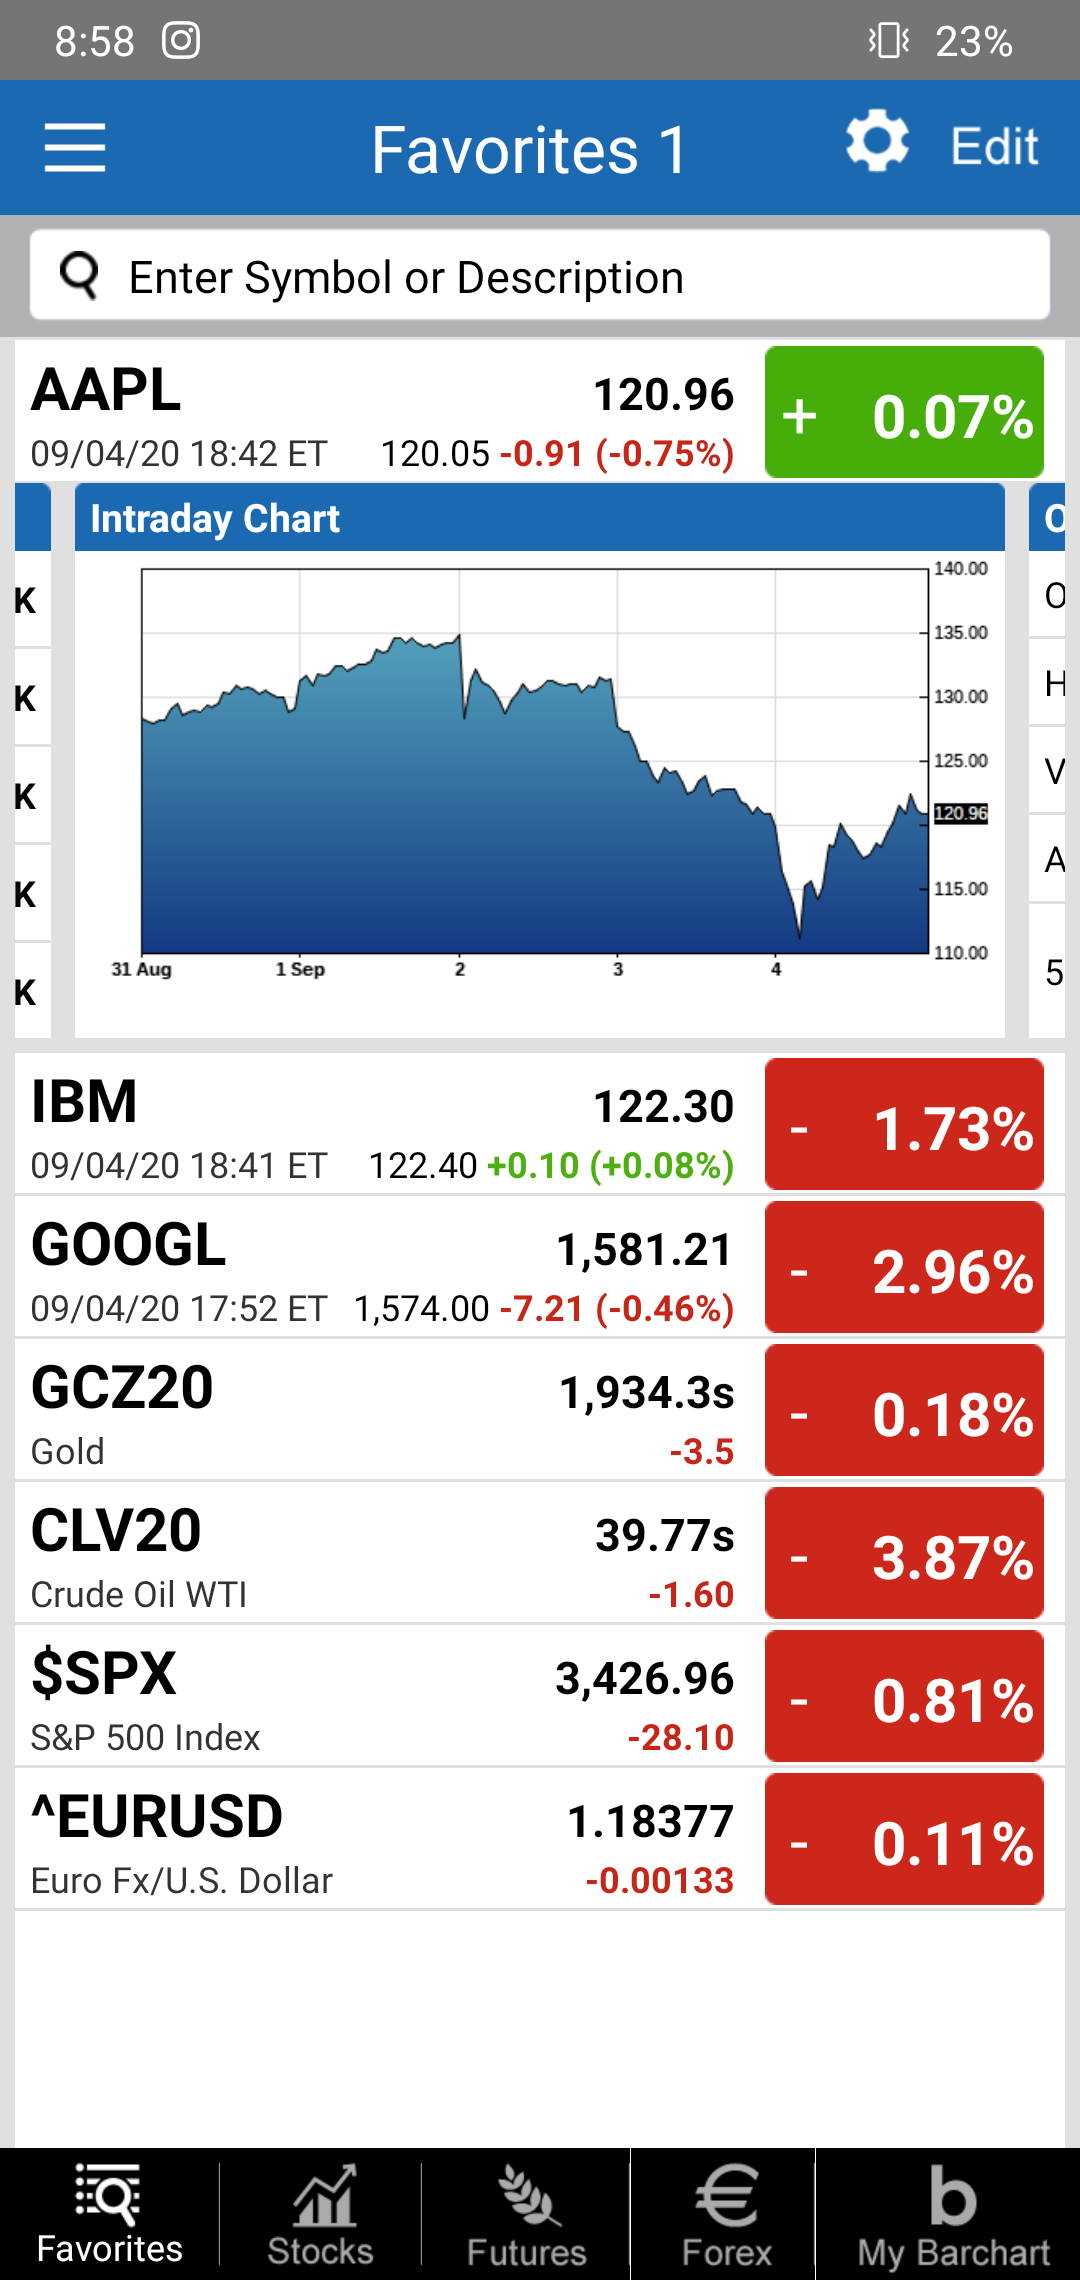 8:58 23%
Favorites 1 Edit
Enter Symbol or Description
AAPL 120.96 + 0.07%
09/04/20 18:42 ET 120.05 -0.91 (-0.75%)
Intraday Chart
140.00
135.00
130.00
125.00
120.96
115.00
110.00
31 Aug 1 Sep 2 3 4
K
K
K
K
K
O
O
H
V
A
5
IBM 122.30 - 1.73%
09/04/20 18:41 ET 122.40 +0.10 (+0.08%)
GOOGL 1,581.21 - 2.96%
09/04/20 17:52 ET 1,574.00 -7.21 (-0.46%)
GCZ20 1,934.3s - 0.18%
Gold -3.5
CLV20 39.77s - 3.87%
Crude Oil WTI -1.60
$SPX 3,426.96 - 0.81%
S&P 500 Index -28.10
^EURUSD 1.18377 - 0.11%
Euro Fx/U.S. Dollar -0.00133
Favorites Stocks Futures Forex My Barchart